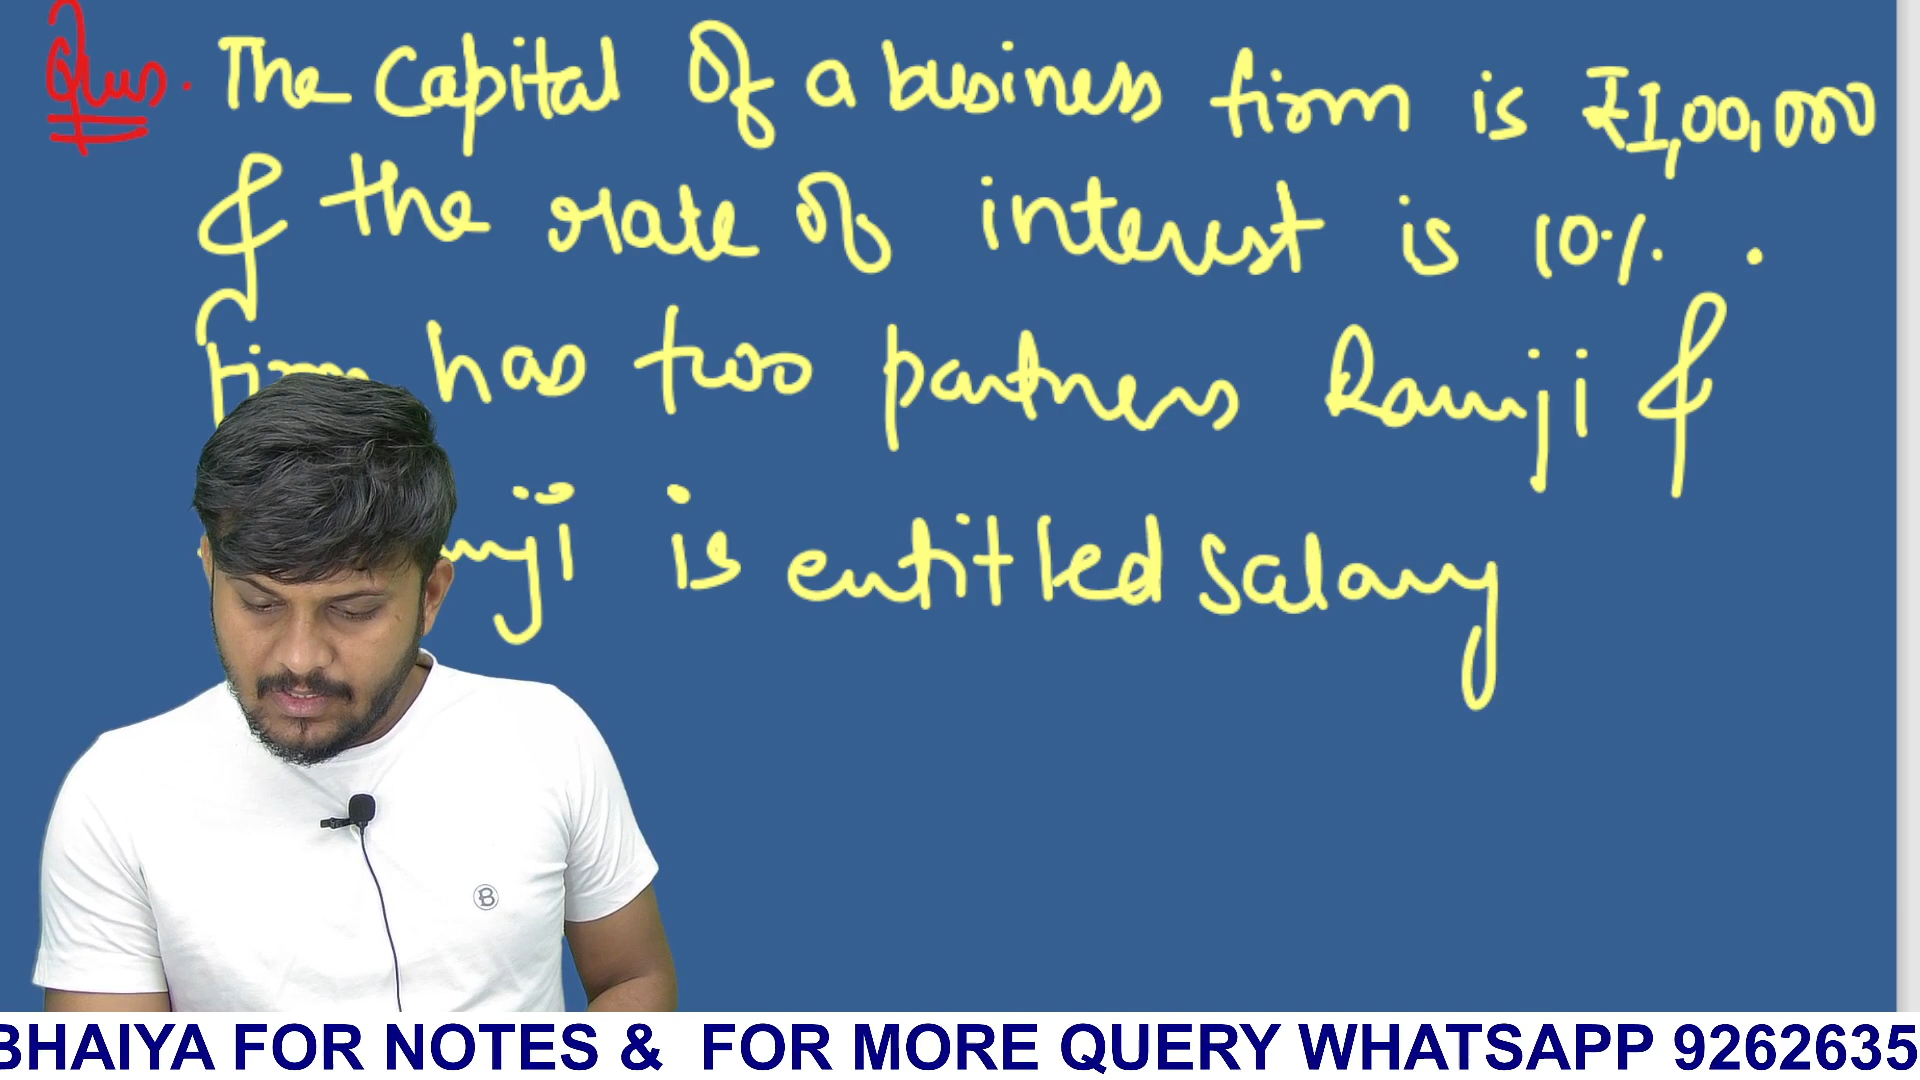 Ques. The Capital of a business firm is ₹1,00,000
& the rate of interest is 10%.
firm has two partners Ramji &
is entitled Salary
B
BHAIYA FOR NOTES & FOR MORE QUERY WHATSAPP 9262635